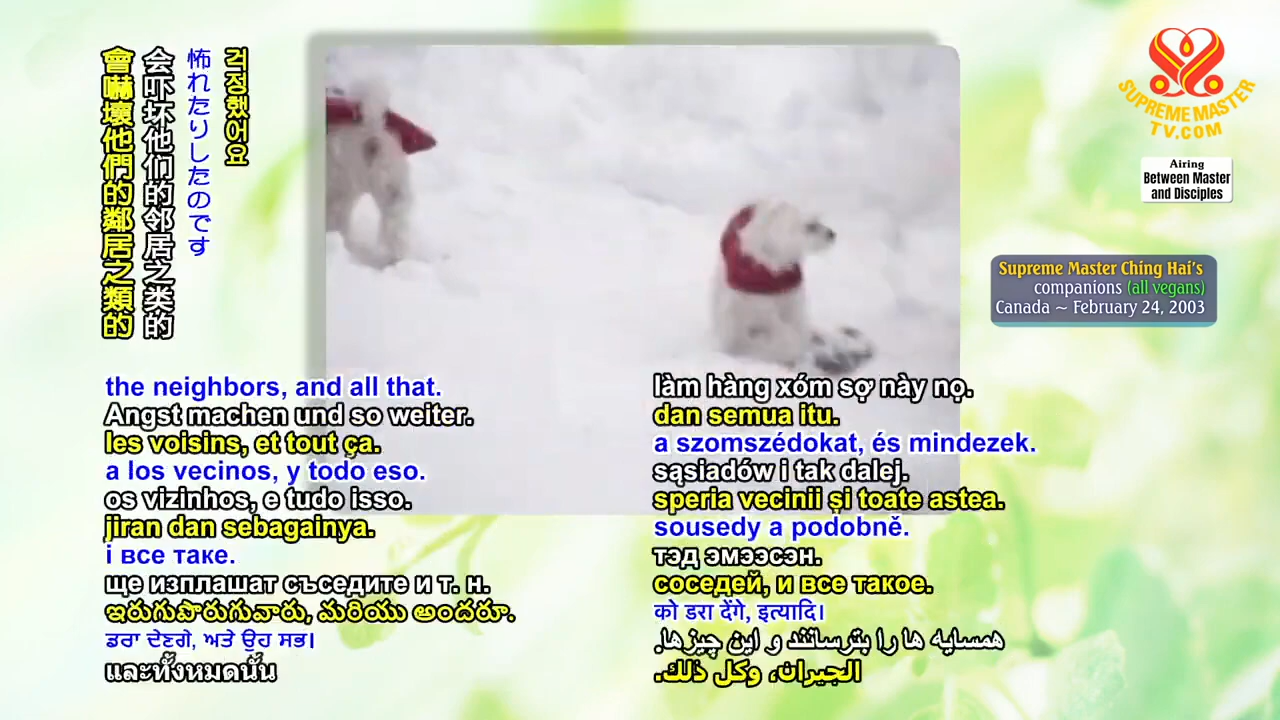 會嚇壞他們的鄰居之類的
会吓坏他们的邻居之类的
怖れたりしたのです
걱정했어요
SUPREME MASTER
TV.COM
Airing
Between Master
and Disciples
Supreme Master Ching Hai's
companions (all vegans)
Canada ~ February 24, 2003
the neighbors, and all that.
Angst machen und so weiter.
les voisins, et tout ça.
a los vecinos, y todo eso.
os vizinhos, e tudo isso.
jiran dan sebagainya.
і все таке.
ще изплашат съседите и т. н.
ఇరుగుపొరుగువారు, మరియు అందరూ.
ਡਰਾ ਦੇਣਗੇ, ਅਤੇ ਉਹ ਸਭ।
และทั้งหมดนั้น
làm hàng xóm sợ này nọ.
dan semua itu.
a szomszédokat, és mindezek.
sąsiadów i tak dalej.
speria vecinii și toate astea.
sousedy a podobně.
тэд эмээсэн.
соседей, и все такое.
को डरा देंगे, इत्यादि।
همسایه ها را بترسانند و این چیزها.
الجيران، وكل ذلك.